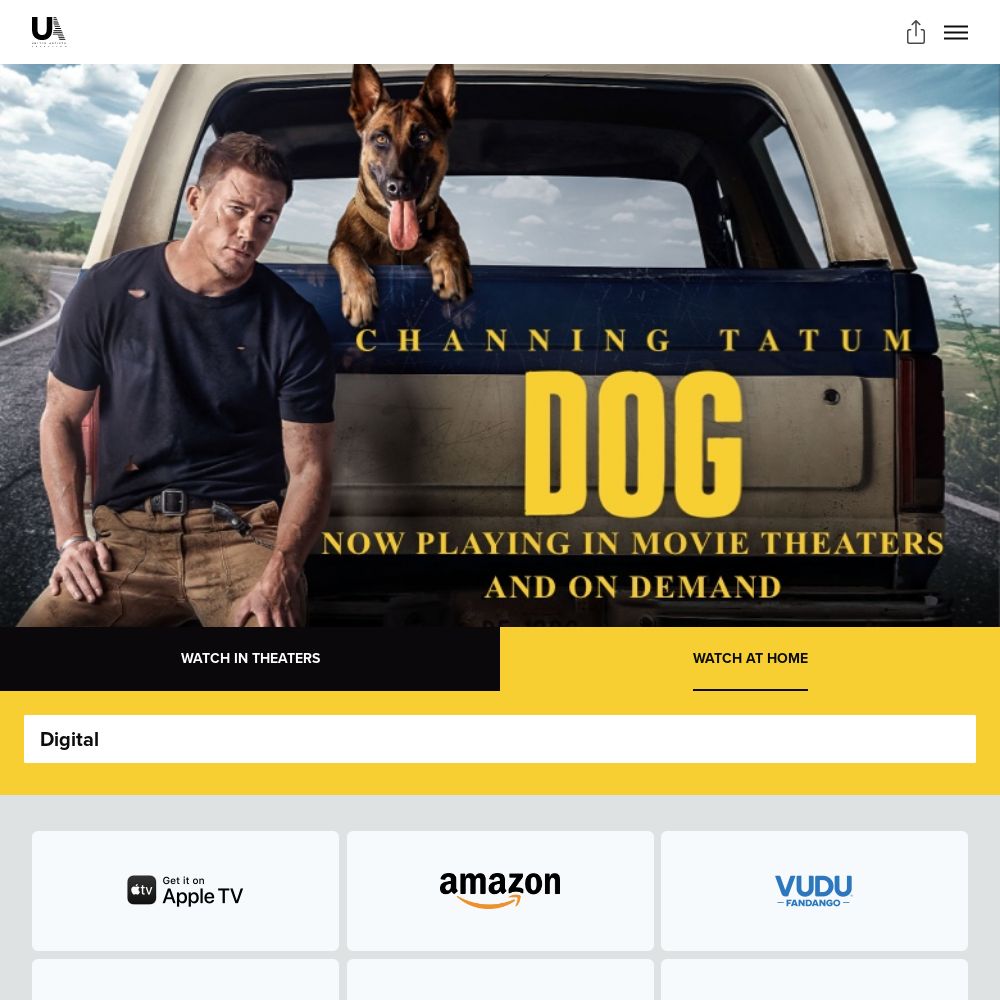 UA
CHANNING TATUM
DOG
NOW PLAYING IN MOVIE THEATERS
AND ON DEMAND
WATCH IN THEATERS
WATCH AT HOME
Digital
tv
Get it on
Apple TV
amazon
VUDU
FANDANGO